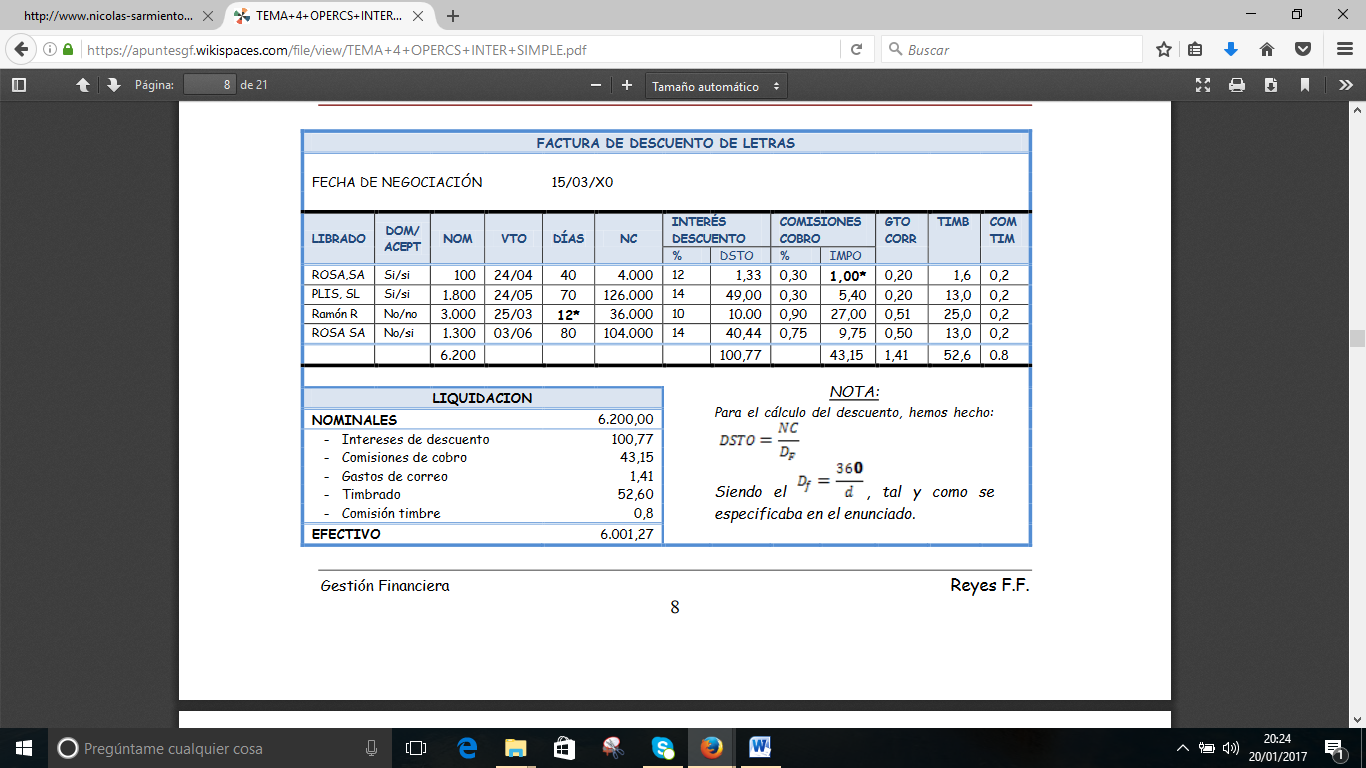 http://www.nicolas-sarmiento...
TEMA+4+OPERCS+INTER...
https://apuntesgf.wikispaces.com/file/view/TEMA+4+OPERCS+INTER+SIMPLE.pdf
Buscar
Página: 8 de 21
Tamaño automático
FACTURA DE DESCUENTO DE LETRAS
FECHA DE NEGOCIACIÓN 15/03/X0
LIBRADO DOM/ ACEPT NOM VTO DÍAS NC INTERÉS DESCUENTO COMISIONES COBRO GTO CORR TIMB COM TIM
% DSTO % IMPO
ROSA,SA Si/si 100 24/04 40 4.000 12 1,33 0,30 1,00* 0,20 1,6 0,2
PLIS, SL Si/si 1.800 24/05 70 126.000 14 49,00 0,30 5,40 0,20 13,0 0,2
Ramón R No/no 3.000 25/03 12* 36.000 10 10.00 0,90 27,00 0,51 25,0 0,2
ROSA SA No/si 1.300 03/06 80 104.000 14 40,44 0,75 9,75 0,50 13,0 0,2
6.200 100,77 43,15 1,41 52,6 0.8
LIQUIDACION
NOMINALES 6.200,00
- Intereses de descuento 100,77
- Comisiones de cobro 43,15
- Gastos de correo 1,41
- Timbrado 52,60
- Comisión timbre 0,8
EFECTIVO 6.001,27
NOTA:
Para el cálculo del descuento, hemos hecho:
DSTO = NC / D_F
Siendo el D_f = 360 / d , tal y como se
especificaba en el enunciado.
Gestión Financiera Reyes F.F.
8
Pregúntame cualquier cosa
20:24
20/01/2017
1